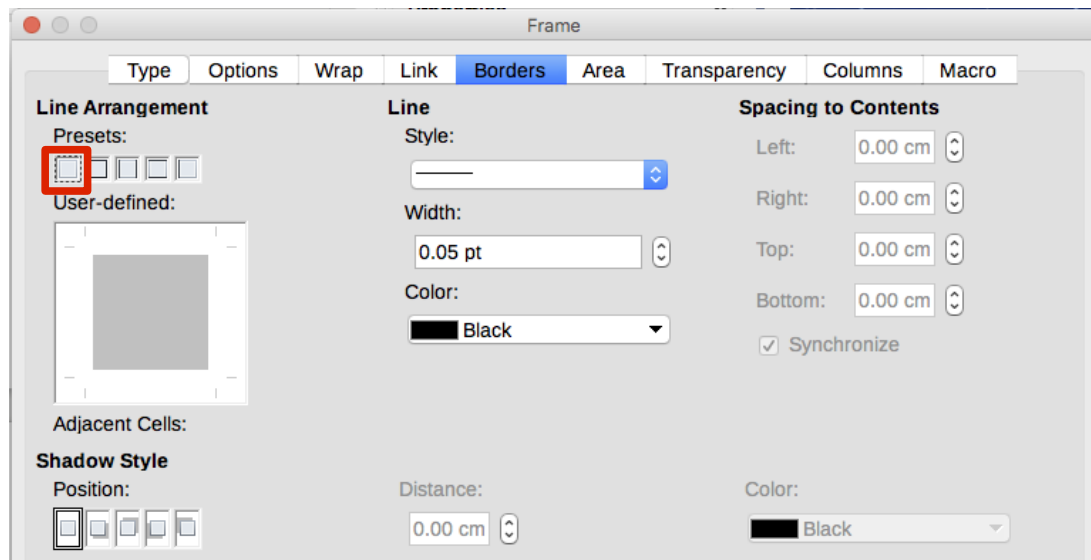 Frame
Type Options Wrap Link Borders Area Transparency Columns Macro
Line Arrangement
Presets:
User-defined:
Adjacent Cells:
Line
Style:
Width:
0.05 pt
Color:
Black
Spacing to Contents
Left: 0.00 cm
Right: 0.00 cm
Top: 0.00 cm
Bottom: 0.00 cm
Synchronize
Shadow Style
Position:
Distance:
0.00 cm
Color:
Black